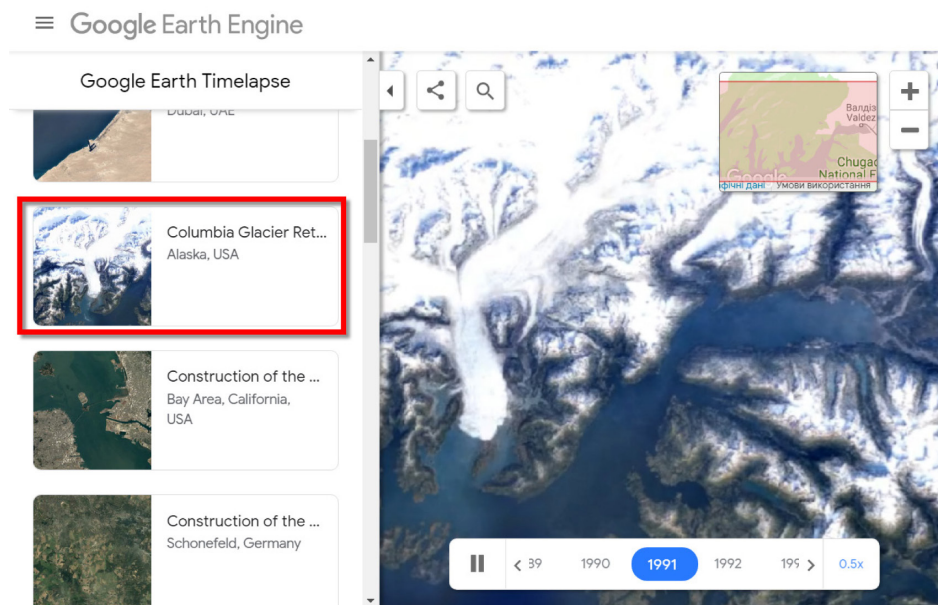 Google Earth Engine
Google Earth Timelapse
Dubai, UAE
Columbia Glacier Ret...
Alaska, USA
Construction of the ...
Bay Area, California,
USA
Construction of the ...
Schonefeld, Germany
Валдіз
Valdez
Chugac
National F
Google
фічні дані Умови використання
39 1990 1991 1992 199 0.5x